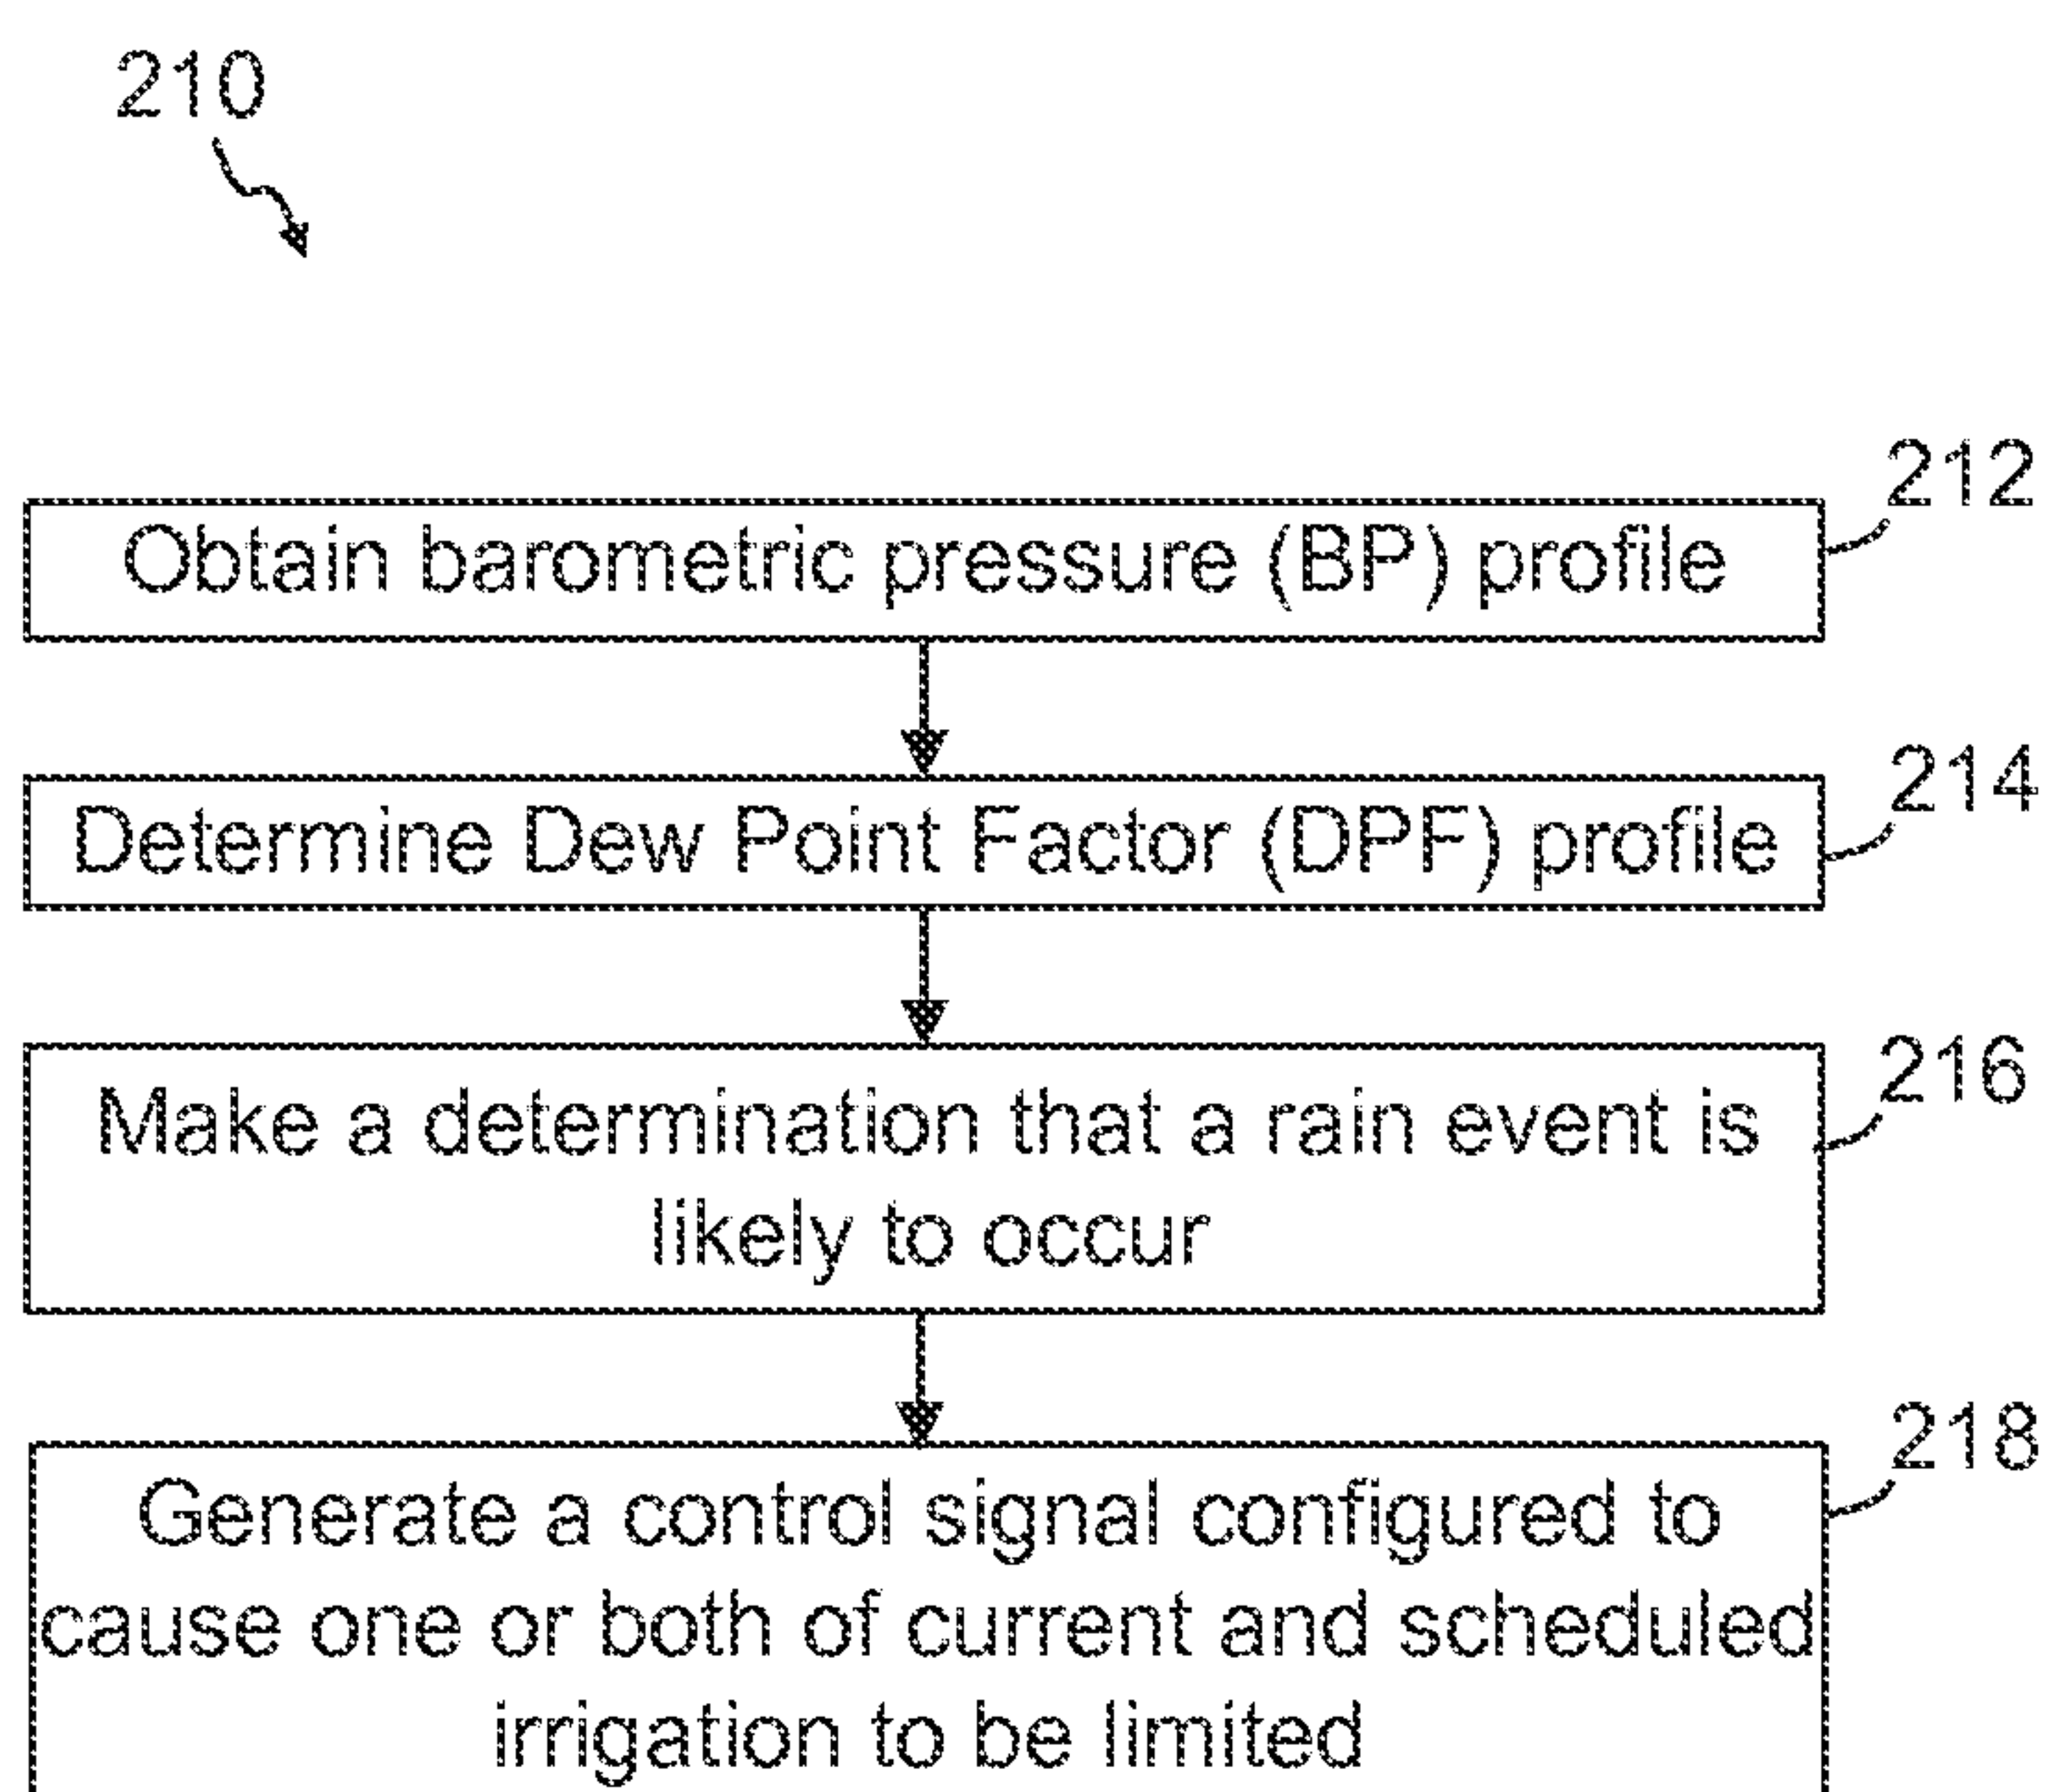 210
212
Obtain barometric pressure (BP) profile
214
Determine Dew Point Factor (DPF) profile
216
Make a determination that a rain event is
likely to occur
218
Generate a control signal configured to
cause one or both of current and scheduled
irrigation to be limited